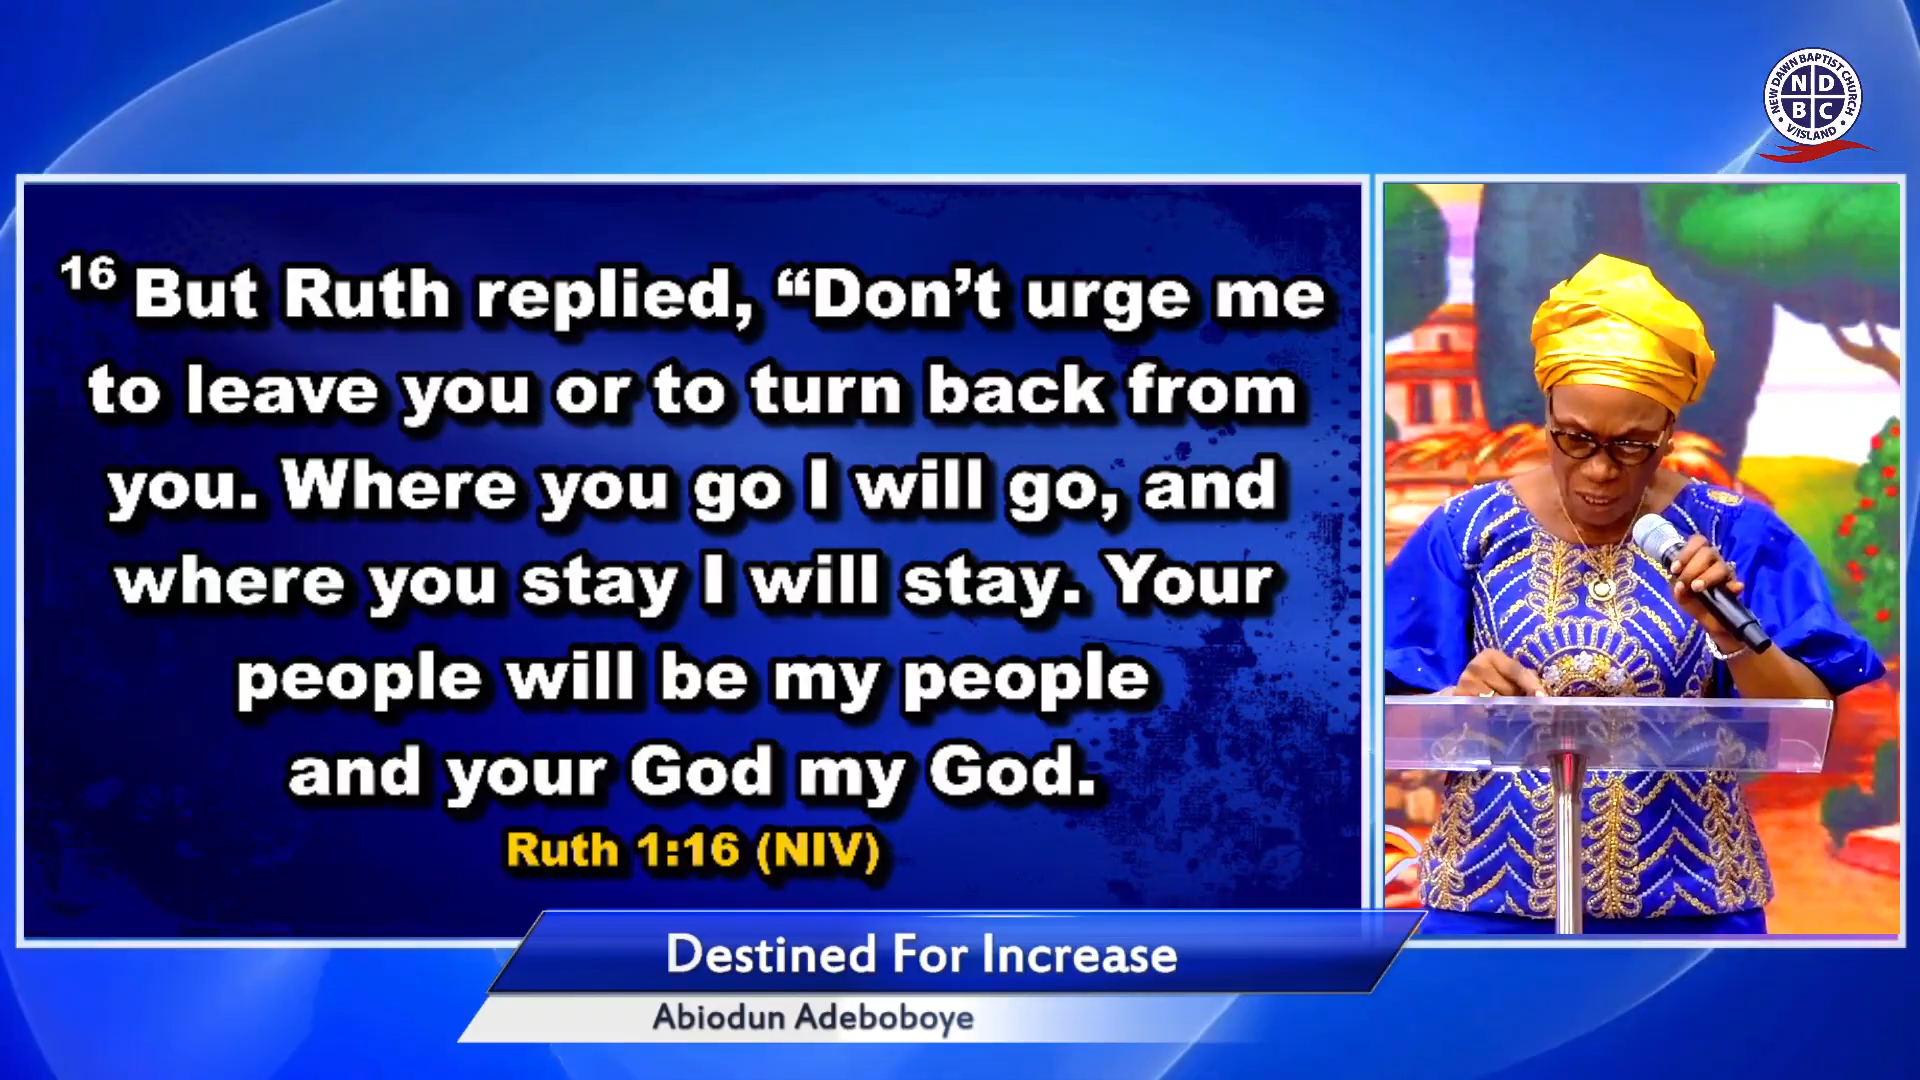 NEW DAWN BAPTIST CHURCH
N D
B C
• V/ISLAND •
16 But Ruth replied, “Don’t urge me
to leave you or to turn back from
you. Where you go I will go, and
where you stay I will stay. Your
people will be my people
and your God my God.
Ruth 1:16 (NIV)
Destined For Increase
Abiodun Adeboboye